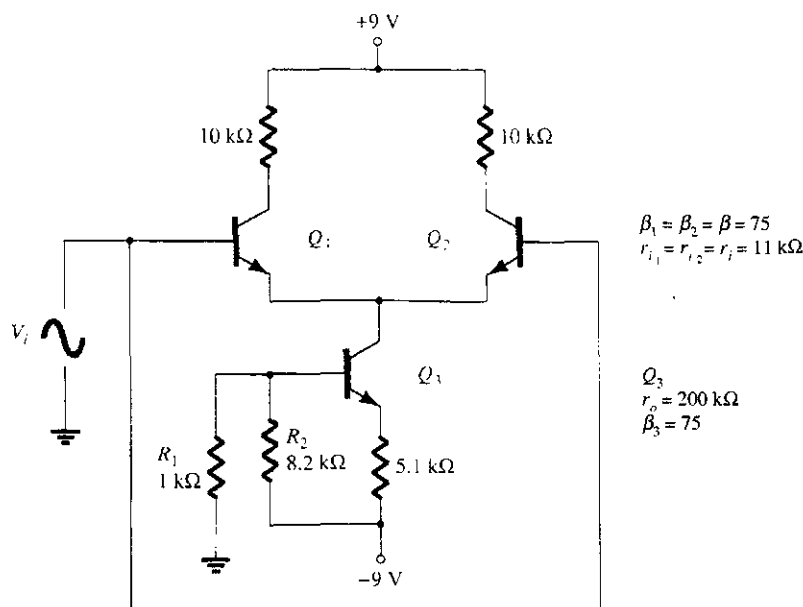 +9 V
10 kΩ
10 kΩ
Q₁
Q₂
β₁ = β₂ = β = 75
rᵢ₁ = rᵢ₂ = rᵢ = 11 kΩ
Vᵢ
Q₃
Q₃
rₒ = 200 kΩ
β₃ = 75
R₁
1 kΩ
R₂
8.2 kΩ
5.1 kΩ
−9 V